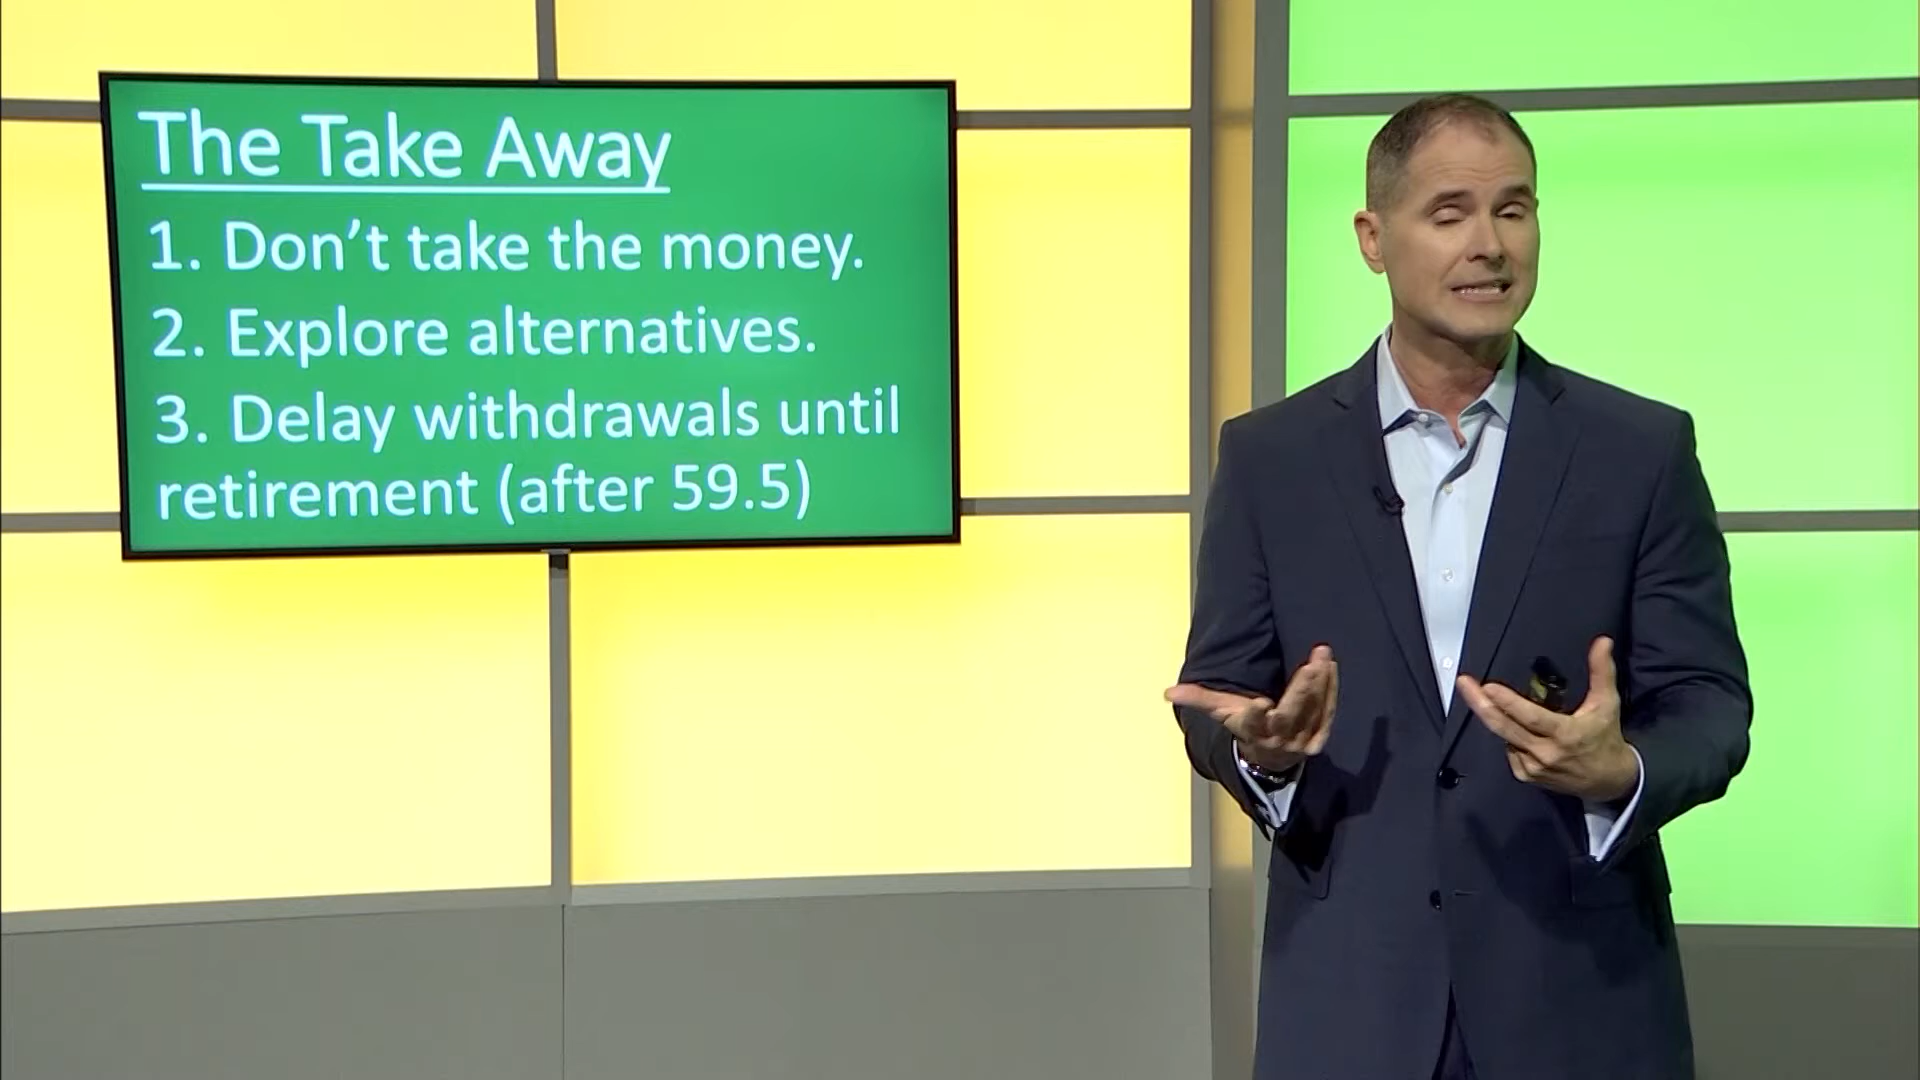 The Take Away
1. Don't take the money.
2. Explore alternatives.
3. Delay withdrawals until
retirement (after 59.5)